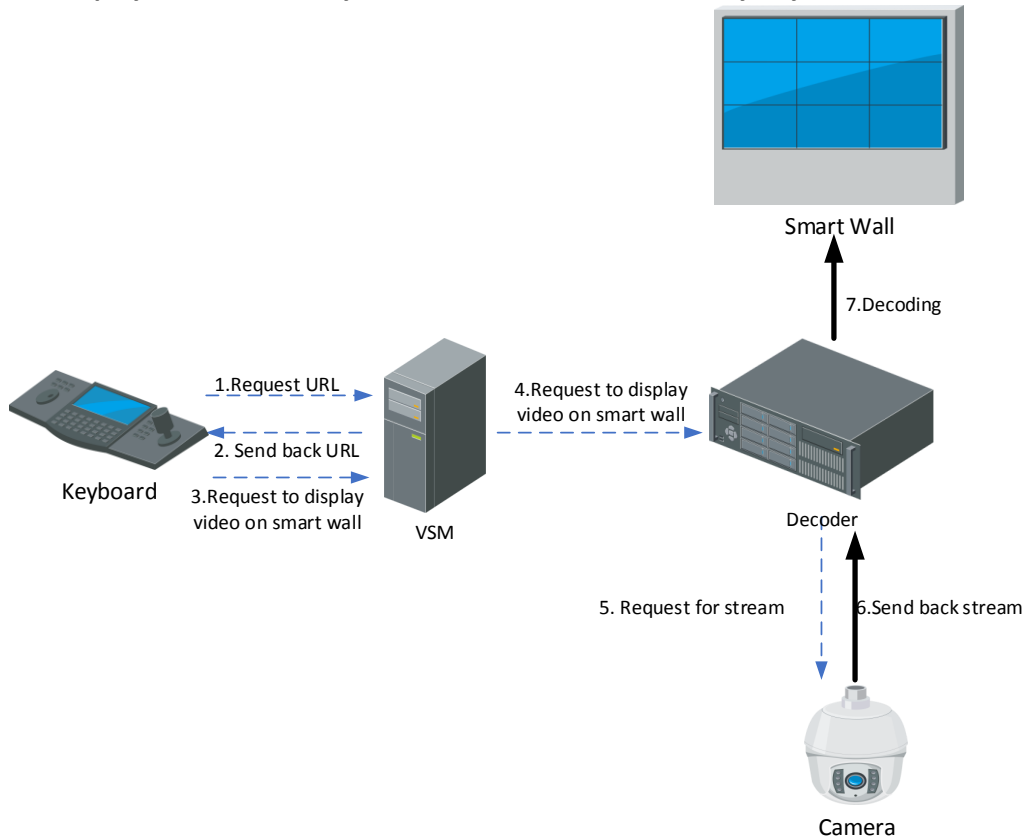 Smart Wall
7.Decoding
1.Request URL
4.Request to display
video on smart wall
2. Send back URL
Keyboard
3.Request to display
video on smart wall
VSM
Decoder
5. Request for stream
6.Send back stream
Camera